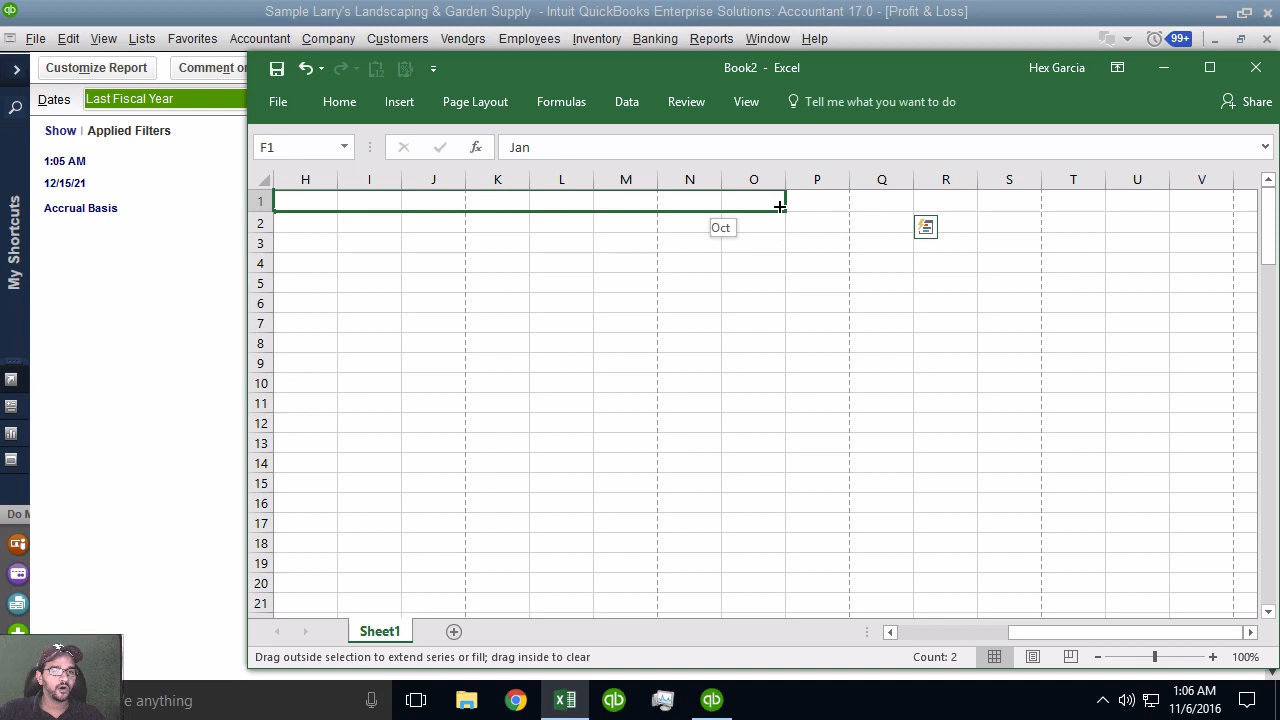 Sample Larry's Landscaping & Garden Supply - Intuit QuickBooks Enterprise Solutions: Accountant 17.0 - [Profit & Loss]
File Edit View Lists Favorites Accountant Company Customers Vendors Employees Inventory Banking Reports Window Help
99+
Customize Report
Comment on
Dates
Last Fiscal Year
Show | Applied Filters
1:05 AM
12/15/21
Accrual Basis
My Shortcuts
Do M
Book2 - Excel
Hex Garcia
File Home Insert Page Layout Formulas Data Review View Tell me what you want to do Share
F1
fx
Jan
H I J K L M N O P Q R S T U V
1
2
Oct
3
4
5
6
7
8
9
10
11
12
13
14
15
16
17
18
19
20
21
Sheet1
Drag outside selection to extend series or fill; drag inside to clear
Count: 2
100%
e anything
1:06 AM
11/6/2016